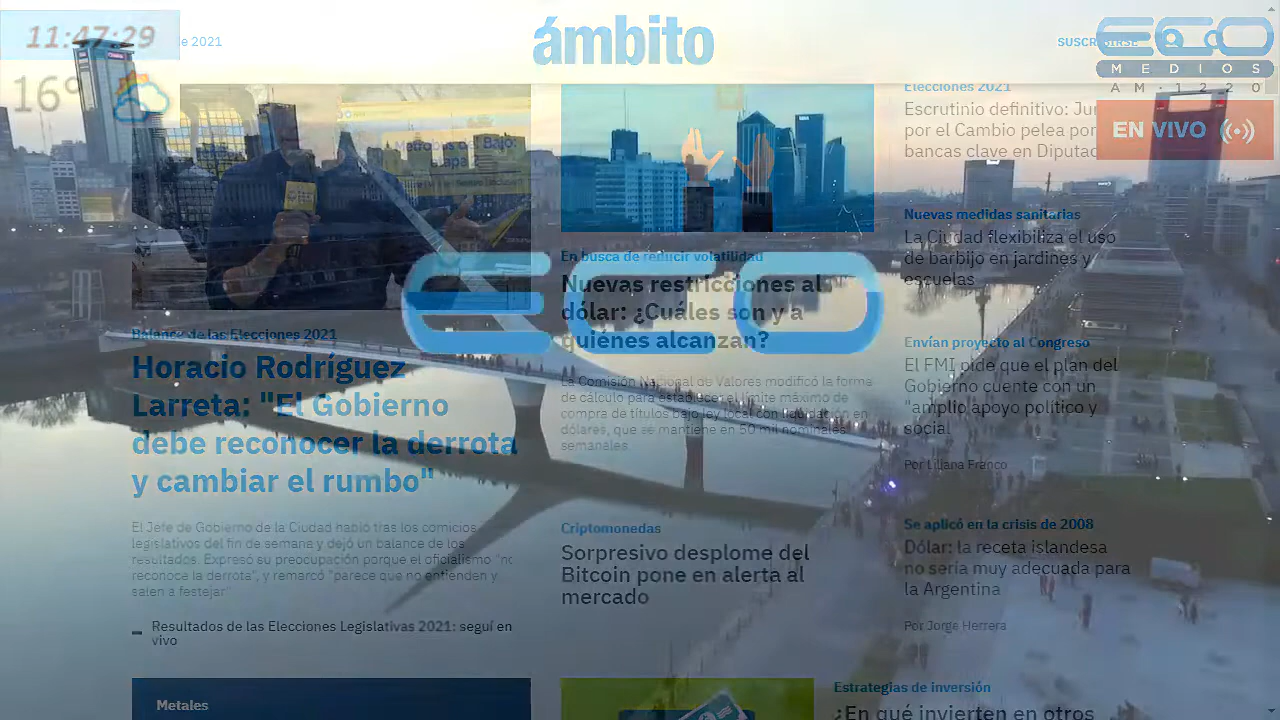 11:47:29
16°
e 2021
ámbito
SUSCRIBIRSE
ECO
MEDIOS
AM·1220
EN VIVO
Elecciones 2021
Escrutinio definitivo:
por el Cambio pelea por
bancas clave en
Nuevas medidas sanitarias
La Ciudad flexibiliza el uso
de barbijo en jardines y
escuelas
En busca de reducir volatilidad
Nuevas restricciones al
dólar: ¿Cuáles son y a
quiénes alcanzan?
ECO
Balance de las Elecciones 2021
Horacio Rodríguez
Larreta: "El Gobierno
debe reconocer la derrota
y cambiar el rumbo"
Envían proyecto al Congreso
El FMI pide que el plan del
Gobierno cuente con un
"amplio apoyo político y
social
Por Liliana Franco
La Comisión Nacional de Valores modificó la forma
de cálculo para establecer el límite máximo de
compra de títulos bajo ley local con liquidación en
dólares, que se mantiene en 50 mil nominales
semanales.
El Jefe de Gobierno de la Ciudad habló tras los comicios
legislativos del fin de semana y dejó un balance de los
resultados. Expresó su preocupación porque el oficialismo "no
reconoce la derrota", y remarcó "parece que no entienden y
salen a festejar"
Resultados de las Elecciones Legislativas 2021: seguí en
vivo
Criptomonedas
Sorpresivo desplome del
Bitcoin pone en alerta al
mercado
Se aplicó en la crisis de 2008
Dólar: la receta islandesa
no sería muy adecuada para
la Argentina
Por Jorge Herrera
Metales
Estrategias de inversión
¿En qué invierten en otros